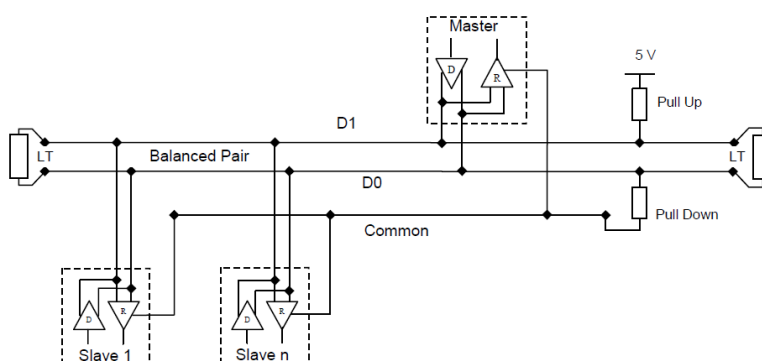 Master
D
R
5 V
Pull Up
D1
LT
Balanced Pair
LT
D0
Pull Down
Common
D
R
D
R
Slave 1
Slave n